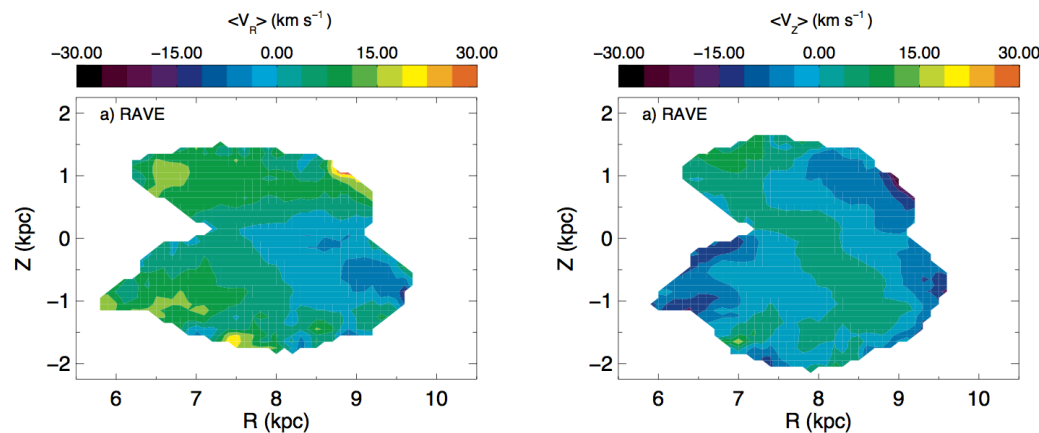 <V_R> (km s⁻¹)
−30.00 −15.00 0.00 15.00 30.00
a) RAVE
2
1
0
−1
−2
Z (kpc)
6 7 8 9 10
R (kpc)
<V_Z> (km s⁻¹)
−30.00 −15.00 0.00 15.00 30.00
a) RAVE
2
1
0
−1
−2
Z (kpc)
6 7 8 9 10
R (kpc)